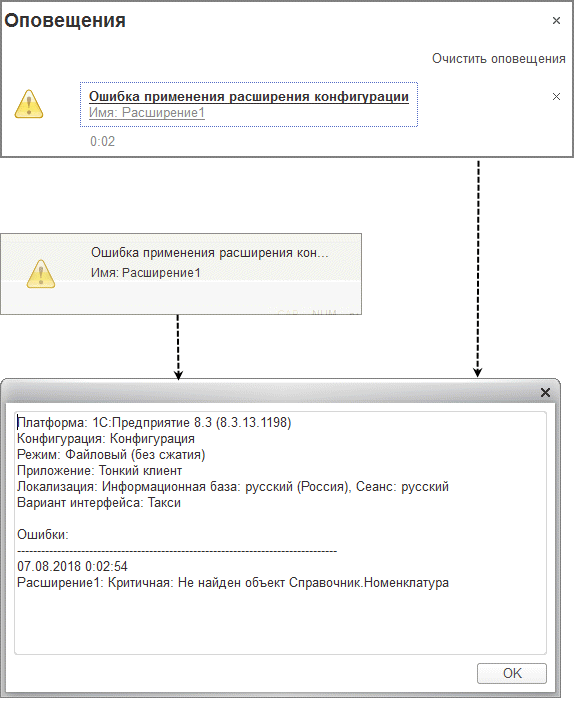 Оповещения
Очистить оповещения
Ошибка применения расширения конфигурации
Имя: Расширение1
0:02
Ошибка применения расширения кон...
Имя: Расширение1
Платформа: 1С:Предприятие 8.3 (8.3.13.1198)
Конфигурация: Конфигурация
Режим: Файловый (без сжатия)
Приложение: Тонкий клиент
Локализация: Информационная база: русский (Россия), Сеанс: русский
Вариант интерфейса: Такси
Ошибки:
--------------------------------------------------------------------------------
07.08.2018 0:02:54
Расширение1: Критичная: Не найден объект Справочник.Номенклатура
OK